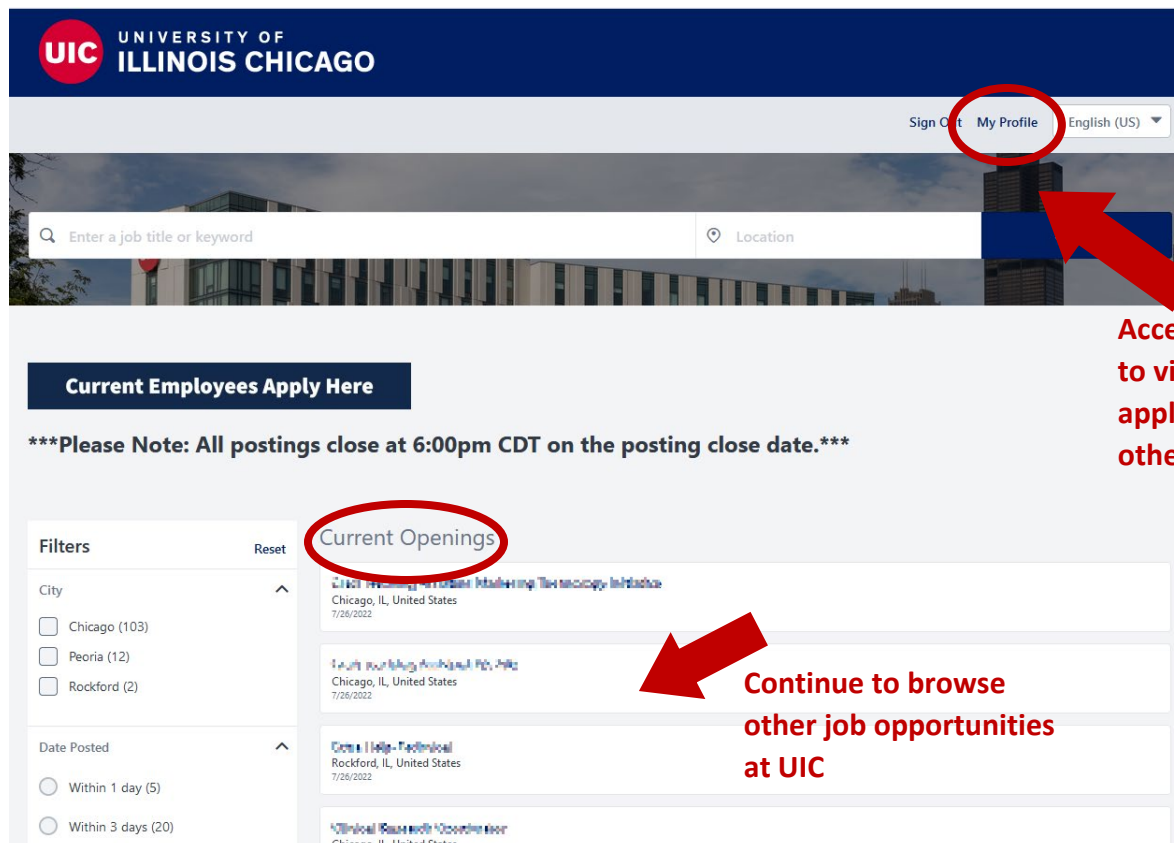 UIC
UNIVERSITY OF
ILLINOIS CHICAGO
Sign Out My Profile English (US)
Enter a job title or keyword
Location
Acce
to vi
appl
othe
Current Employees Apply Here
***Please Note: All postings close at 6:00pm CDT on the posting close date.***
Filters
Reset
Current Openings
City
Chicago (103)
Peoria (12)
Rockford (2)
Date Posted
Within 1 day (5)
Within 3 days (20)
Chicago, IL, United States
7/26/2022
Chicago, IL, United States
7/26/2022
Continue to browse
other job opportunities
at UIC
Rockford, IL, United States
7/26/2022
Chicago, IL, United States